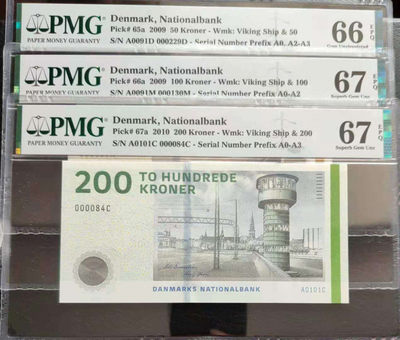 PMG
PAPER MONEY GUARANTY
Denmark, Nationalbank
Pick# 65a 2009 50 Kroner - Wmk: Viking Ship & 50
S/N A0091D 000229D - Serial Number Prefix A0, A2-A3
66 EPQ
Gem Uncirculated
PMG
PAPER MONEY GUARANTY
Denmark, Nationalbank
Pick# 66a 2009 100 Kroner - Wmk: Viking Ship & 100
S/N A0091M 000130M - Serial Number Prefix A0-A2
67 EPQ
Superb Gem Unc
PMG
PAPER MONEY GUARANTY
Denmark, Nationalbank
Pick# 67a 2010 200 Kroner - Wmk: Viking Ship & 200
S/N A0101C 000084C - Serial Number Prefix A0-A3
67 EPQ
Superb Gem Unc
200 TO HUNDREDE
KRONER
000084C
DANMARKS NATIONALBANK
A0101C